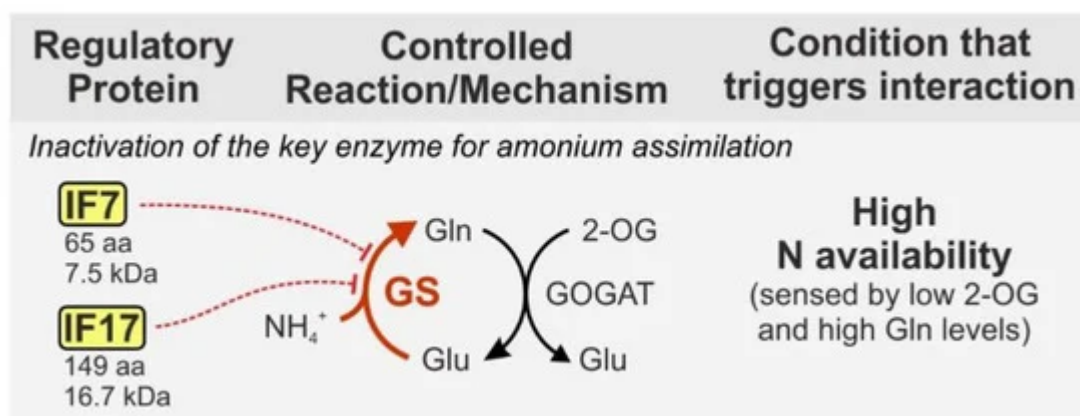 Regulatory Protein
Controlled Reaction/Mechanism
Condition that triggers interaction
Inactivation of the key enzyme for amonium assimilation
IF7
65 aa
7.5 kDa
IF17
149 aa
16.7 kDa
NH₄⁺
Gln
GS
Glu
2-OG
GOGAT
Glu
High
N availability
(sensed by low 2-OG
and high Gln levels)